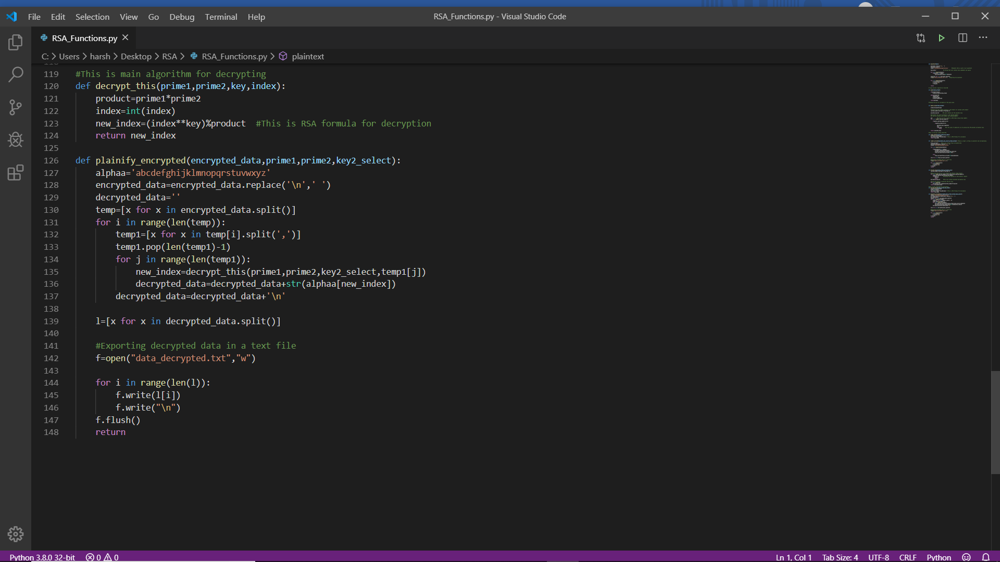 File Edit Selection View Go Debug Terminal Help
RSA_Functions.py - Visual Studio Code
RSA_Functions.py
C: > Users > harsh > Desktop > RSA > RSA_Functions.py > plaintext
119 #This is main algorithm for decrypting
120 def decrypt_this(prime1,prime2,key,index):
121     product=prime1*prime2
122     index=int(index)
123     new_index=(index**key)%product  #This is RSA formula for decryption
124     return new_index
125
126 def plainify_encrypted(encrypted_data,prime1,prime2,key2_select):
127     alphaa='abcdefghijklmnopqrstuvwxyz'
128     encrypted_data=encrypted_data.replace('\n',' ')
129     decrypted_data=''
130     temp=[x for x in encrypted_data.split()]
131     for i in range(len(temp)):
132         temp1=[x for x in temp[i].split(',')]
133         temp1.pop(len(temp1)-1)
134         for j in range(len(temp1)):
135             new_index=decrypt_this(prime1,prime2,key2_select,temp1[j])
136             decrypted_data=decrypted_data+str(alphaa[new_index])
137         decrypted_data=decrypted_data+'\n'
138
139     l=[x for x in decrypted_data.split()]
140
141     #Exporting decrypted data in a text file
142     f=open("data_decrypted.txt","w")
143
144     for i in range(len(l)):
145         f.write(l[i])
146         f.write("\n")
147     f.flush()
148     return
Python 3.8.0 32-bit 0 0 Ln 1, Col 1 Tab Size: 4 UTF-8 CRLF Python